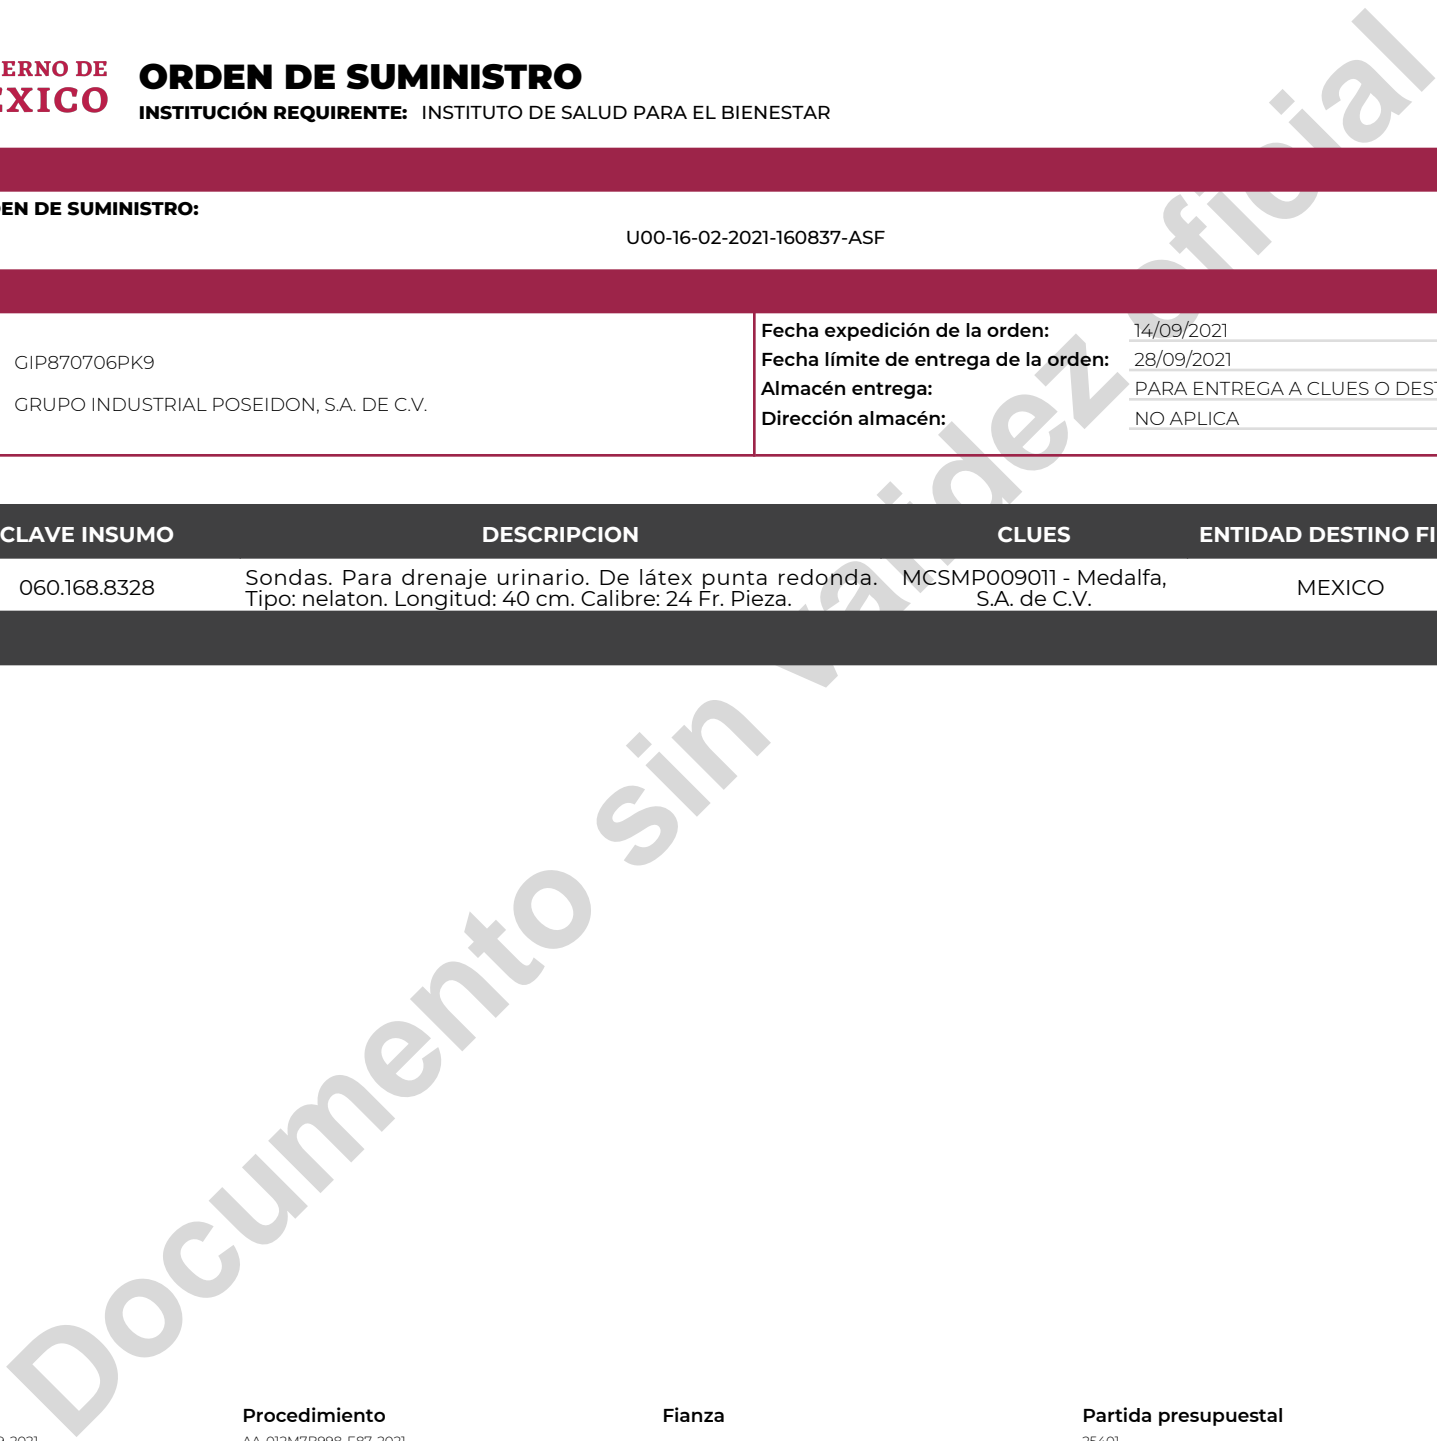 ERNO DE
EXICO
ORDEN DE SUMINISTRO
INSTITUCIÓN REQUIRENTE: INSTITUTO DE SALUD PARA EL BIENESTAR
EN DE SUMINISTRO:
U00-16-02-2021-160837-ASF
GIP870706PK9
GRUPO INDUSTRIAL POSEIDON, S.A. DE C.V.
Fecha expedición de la orden: 14/09/2021
Fecha límite de entrega de la orden: 28/09/2021
Almacén entrega: PARA ENTREGA A CLUES O DEST
Dirección almacén: NO APLICA
CLAVE INSUMO DESCRIPCION CLUES ENTIDAD DESTINO FI
060.168.8328
Sondas. Para drenaje urinario. De látex punta redonda.
Tipo: nelaton. Longitud: 40 cm. Calibre: 24 Fr. Pieza.
MCSMP009011 - Medalfa,
S.A. de C.V.
MEXICO
Documento sin validez oficial
Procedimiento Fianza Partida presupuestal